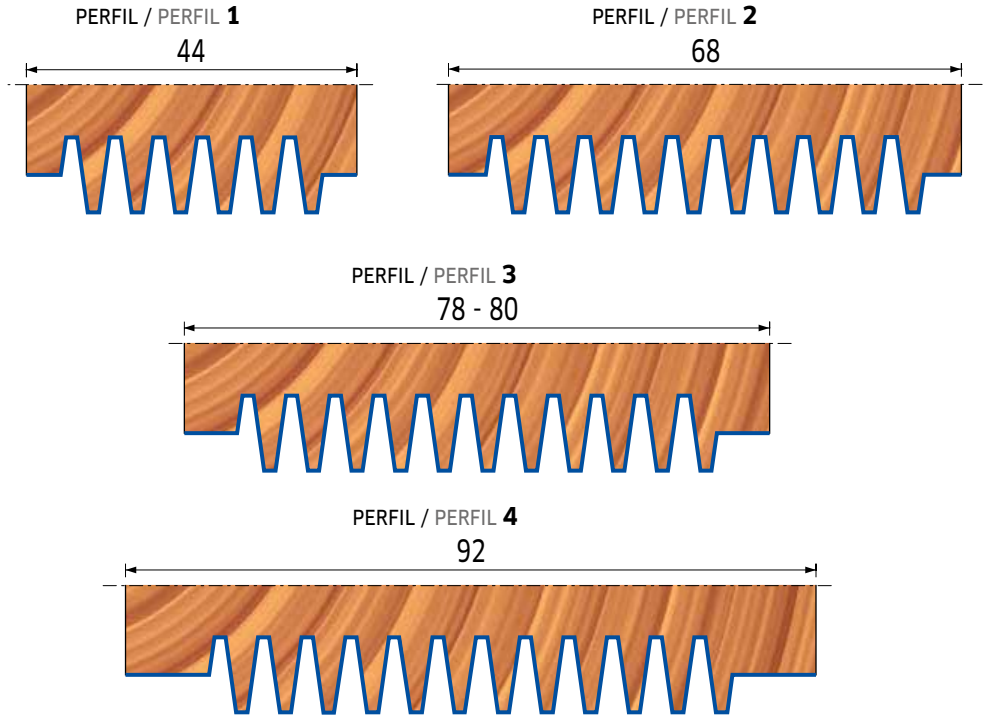 PERFIL / PERFIL 1
44
PERFIL / PERFIL 2
68
PERFIL / PERFIL 3
78 - 80
PERFIL / PERFIL 4
92